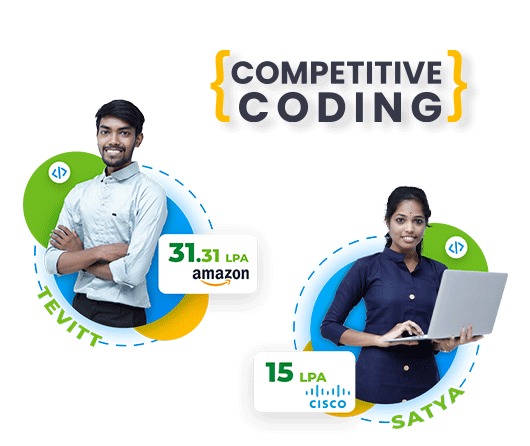 {COMPETITIVE
CODING}
</>
31.31 LPA
amazon
TEVITT
</>
15 LPA
CISCO
SATYA